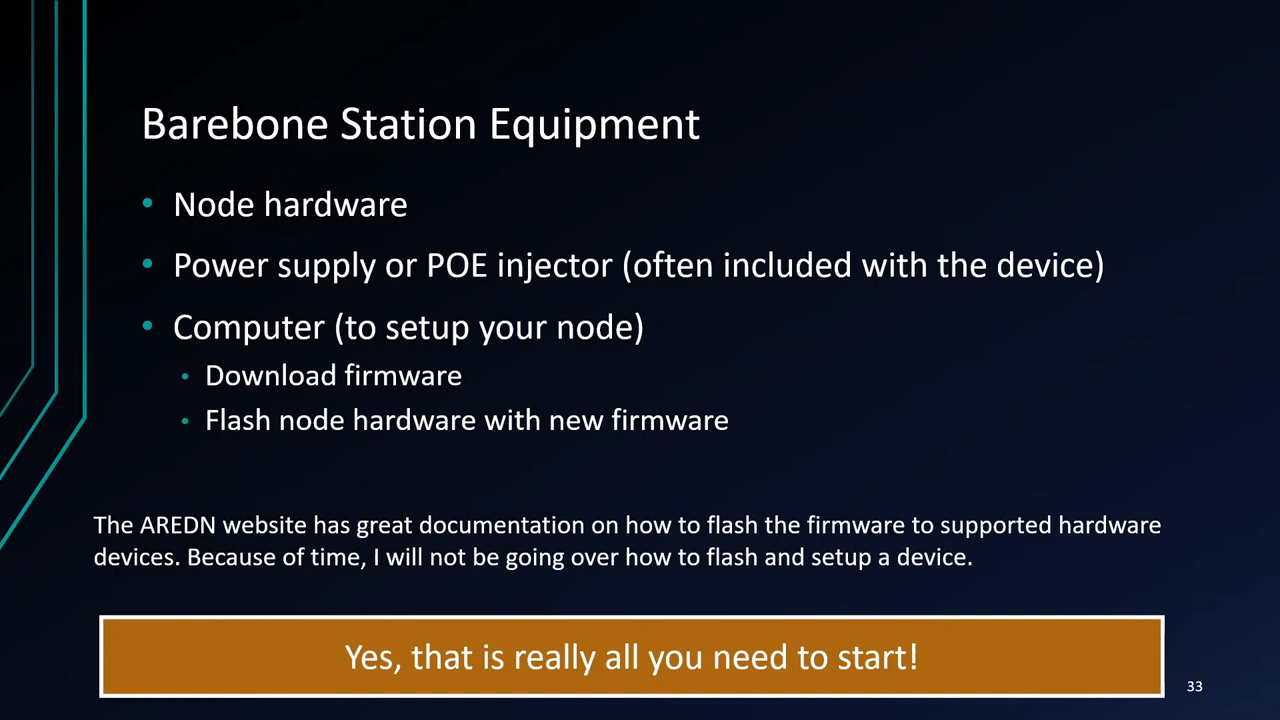 Barebone Station Equipment
• Node hardware
• Power supply or POE injector (often included with the device)
• Computer (to setup your node)
• Download firmware
• Flash node hardware with new firmware
The AREDN website has great documentation on how to flash the firmware to supported hardware
devices. Because of time, I will not be going over how to flash and setup a device.
Yes, that is really all you need to start!
33